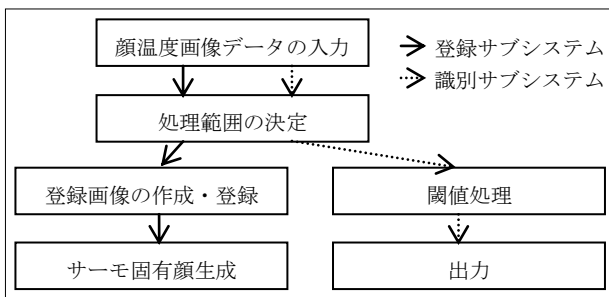 顔温度画像データの入力
登録サブシステム
識別サブシステム
処理範囲の決定
登録画像の作成・登録
閾値処理
サーモ固有顔生成
出力